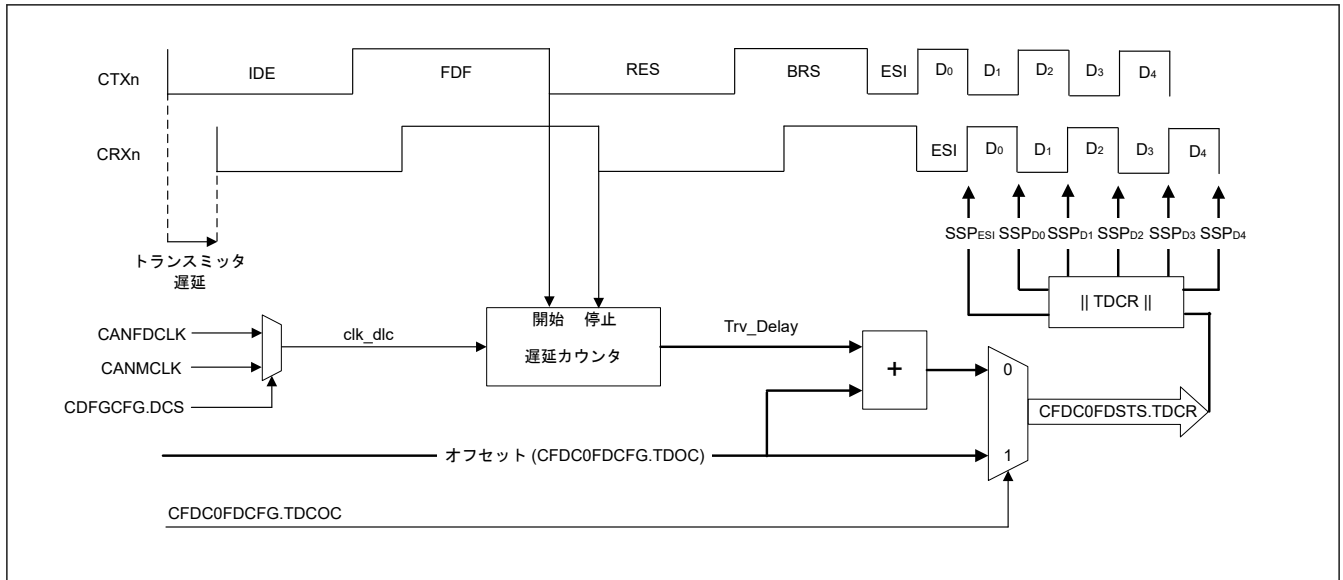 CTXn
IDE
FDF
RES
BRS
ESI
D0
D1
D2
D3
D4
CRXn
ESI
D0
D1
D2
D3
D4
SSPESI SSPD0 SSPD1 SSPD2 SSPD3 SSPD4
トランスミッタ
遅延
|| TDCR ||
開始 停止
遅延カウンタ
Trv_Delay
CANFDCLK
CANMCLK
clk_dlc
CDFGCFG.DCS
+
0
1
CFDC0FDSTS.TDCR
オフセット (CFDC0FDCFG.TDOC)
CFDC0FDCFG.TDCOC